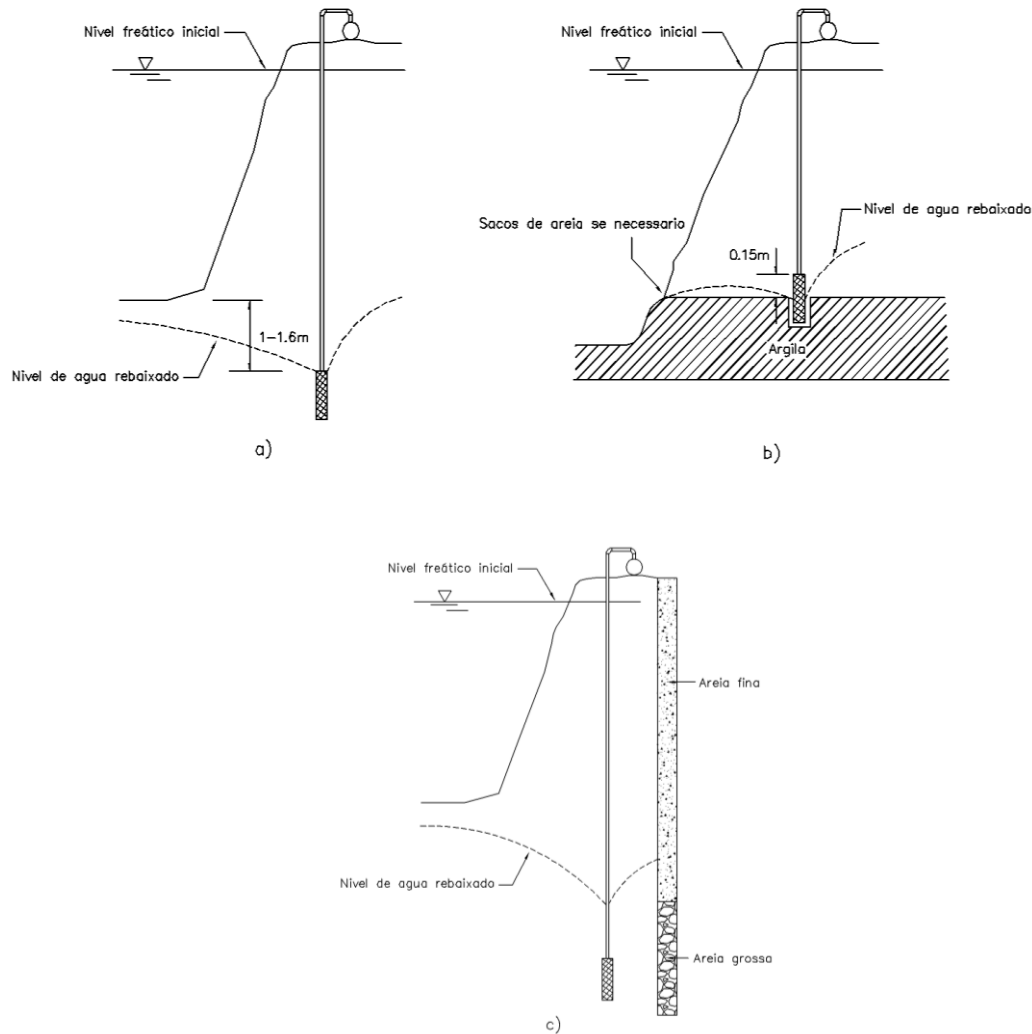 Nivel freático inicial
1-1.6m
Nivel de agua rebaixado
a)
Nivel freático inicial
Sacos de areia se necessario
Nivel de agua rebaixado
0.15m
Argila
b)
Nivel freático inicial
Areia fina
Nivel de agua rebaixado
Areia grossa
c)